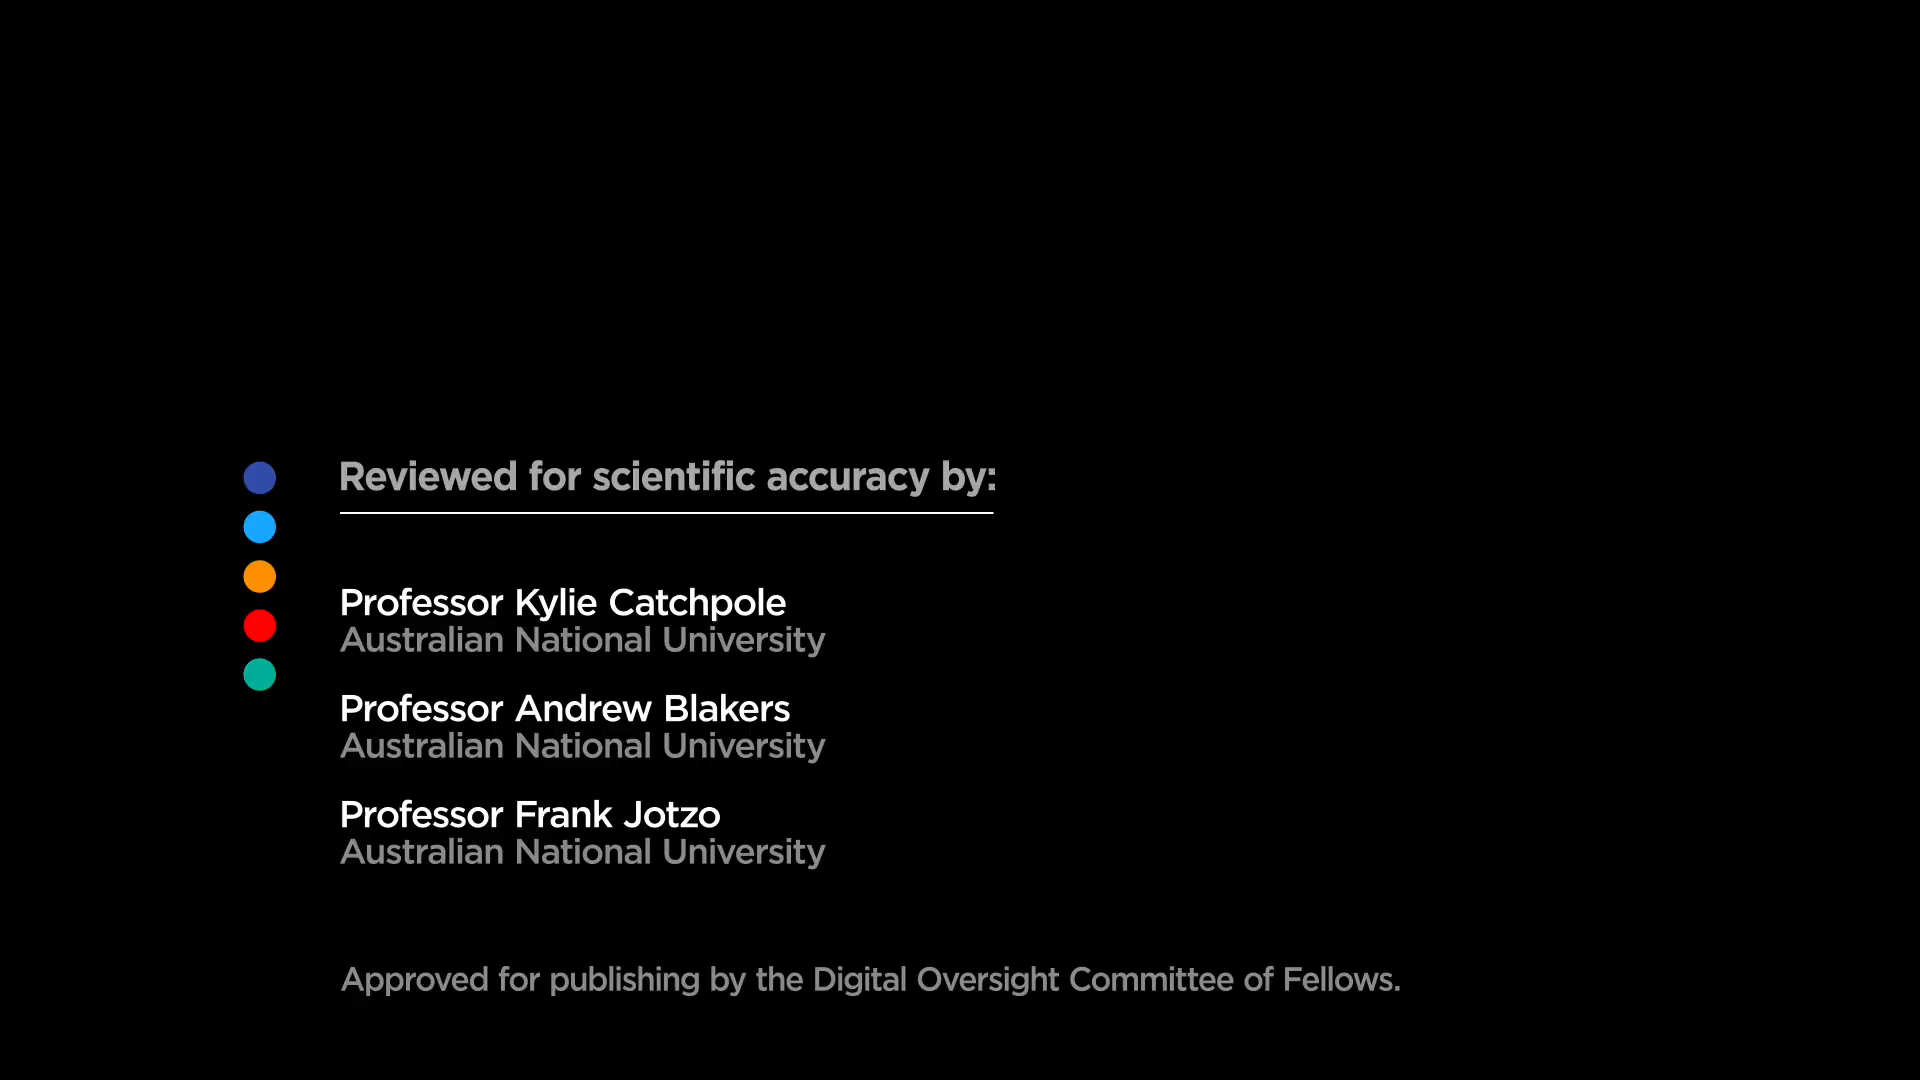 Reviewed for scientific accuracy by:
Professor Kylie Catchpole
Australian National University
Professor Andrew Blakers
Australian National University
Professor Frank Jotzo
Australian National University
Approved for publishing by the Digital Oversight Committee of Fellows.